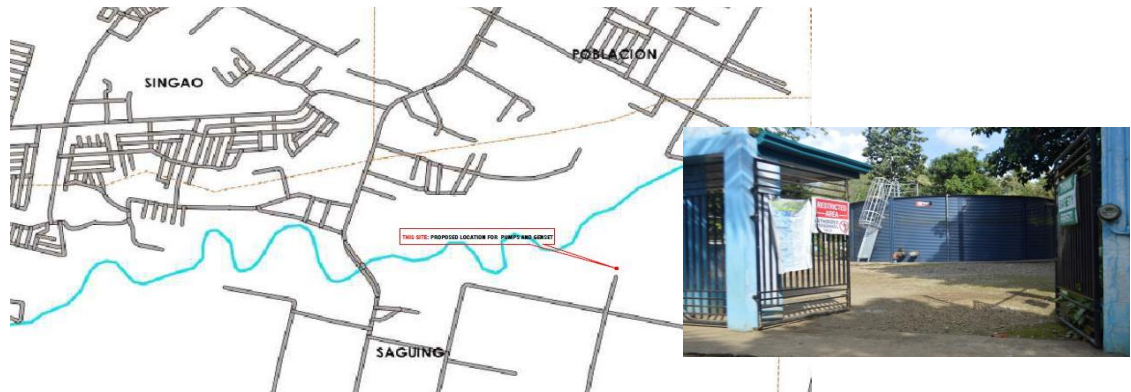 POBLACION
SINGAO
THIS SITE: PROPOSED LOCATION FOR PUMPS AND GENSET
SAGUING
RESTRICTED
AREA